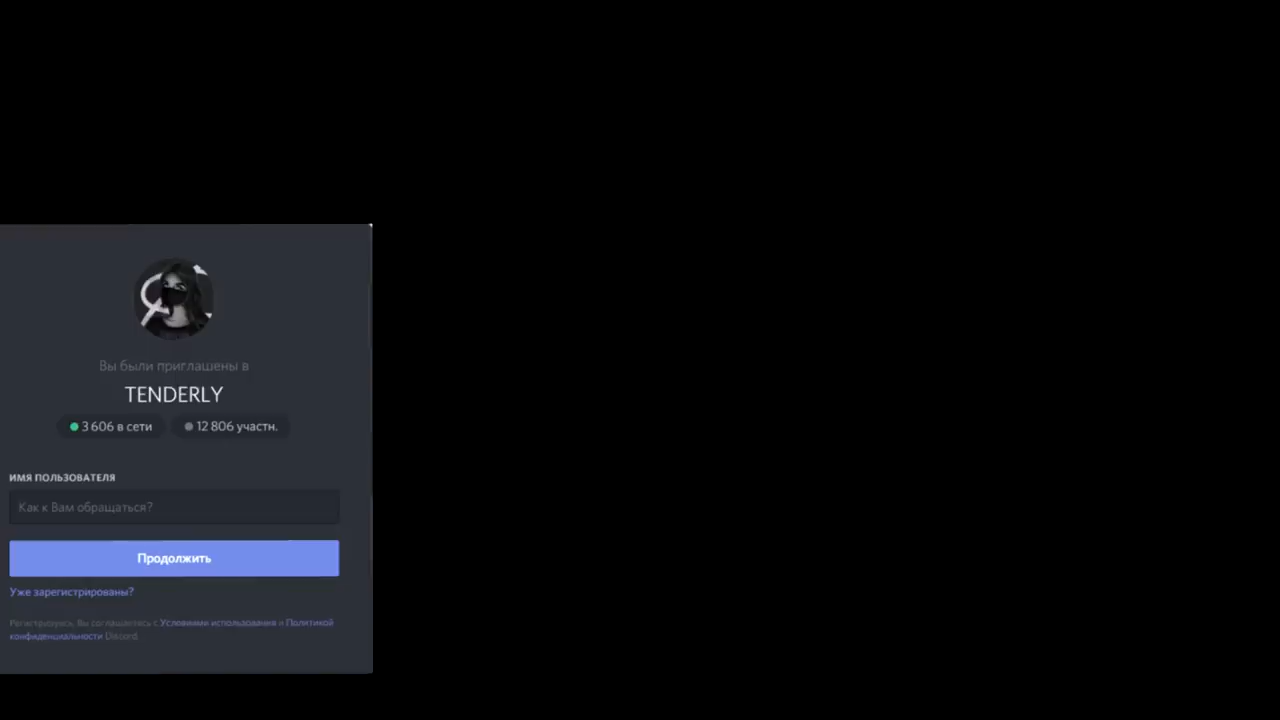 Вы были приглашены в
TENDERLY
3 606 в сети
12 806 участн.
ИМЯ ПОЛЬЗОВАТЕЛЯ
Как к Вам обращаться?
Продолжить
Уже зарегистрированы?
Регистрируясь, Вы соглашаетесь с Условиями использования и Политикой
конфиденциальности Discord.